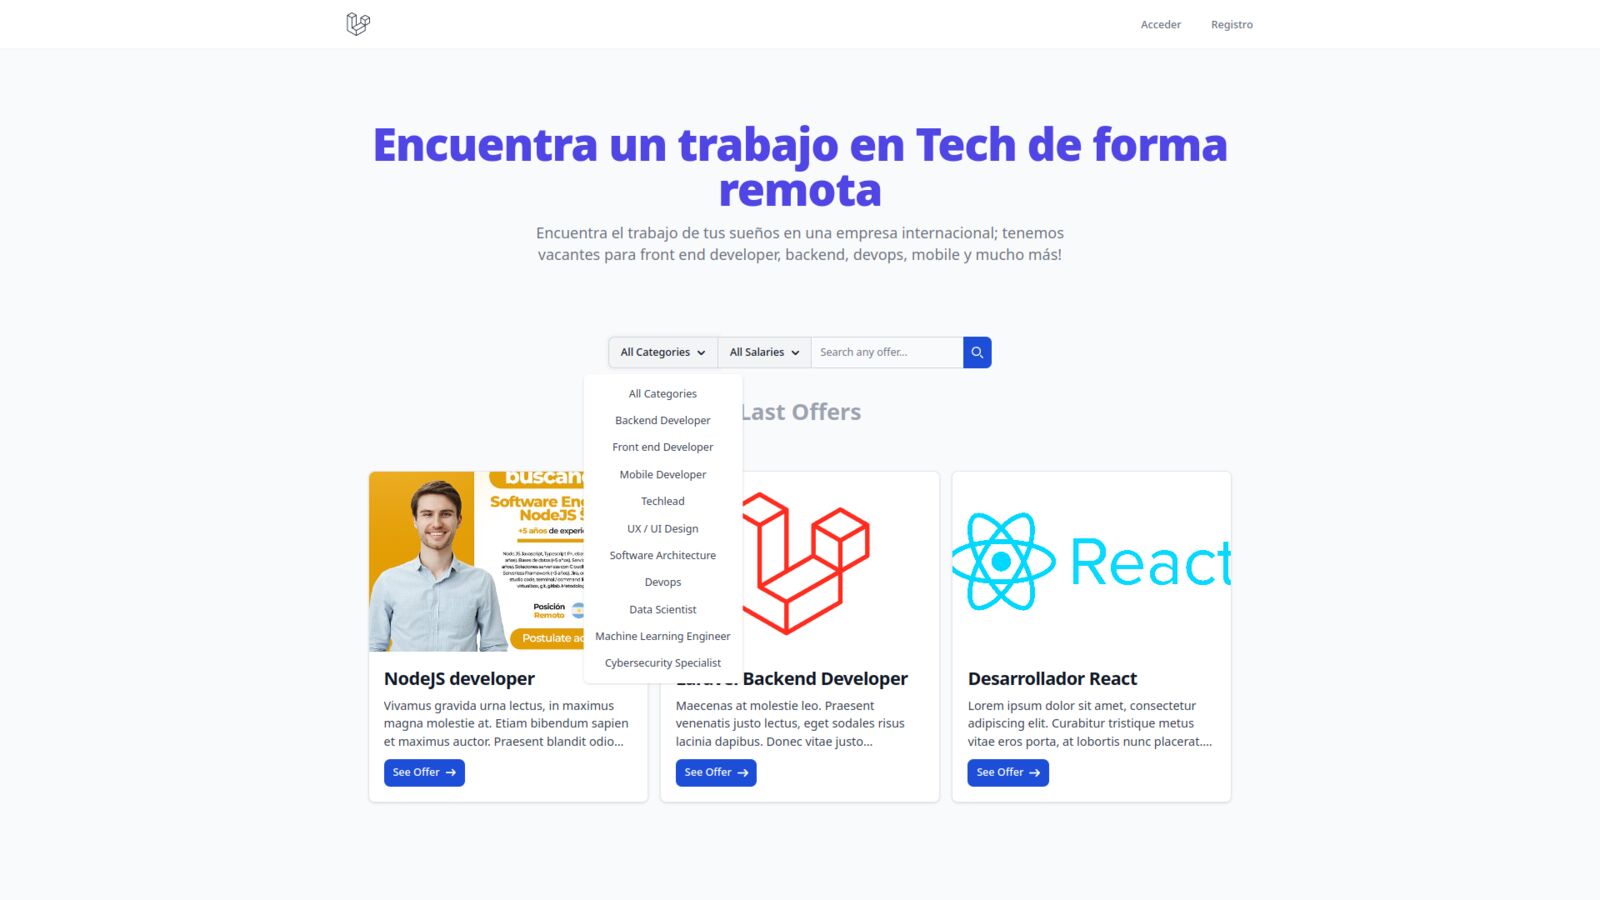 Acceder
Registro
Encuentra un trabajo en Tech de forma
remota
Encuentra el trabajo de tus sueños en una empresa internacional; tenemos
vacantes para front end developer, backend, devops, mobile y mucho más!
All Categories
All Salaries
Search any offer...
All Categories
Backend Developer
Front end Developer
Mobile Developer
Techlead
UX / UI Design
Software Architecture
Devops
Data Scientist
Machine Learning Engineer
Cybersecurity Specialist
Last Offers
buscan
Software Eng
NodeJS S
+5 años de experi
Posición
Remoto
Postulate ac
NodeJS developer
Vivamus gravida urna lectus, in maximus
magna molestie at. Etiam bibendum sapien
et maximus auctor. Praesent blandit odio...
See Offer
Laravel Backend Developer
Maecenas at molestie leo. Praesent
venenatis justo lectus, eget sodales risus
lacinia dapibus. Donec vitae justo...
See Offer
React
Desarrollador React
Lorem ipsum dolor sit amet, consectetur
adipiscing elit. Curabitur tristique metus
vitae eros porta, at lobortis nunc placerat....
See Offer